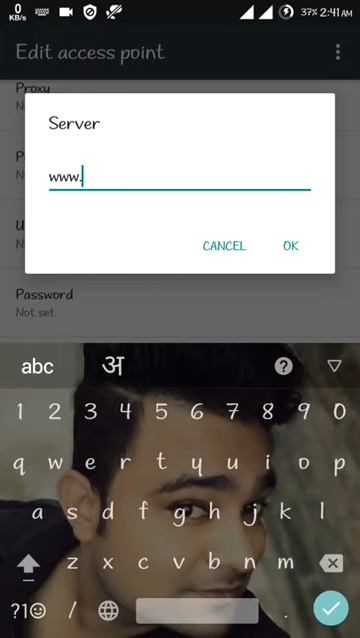 0
KB/s
37% 2:41 AM
Edit access point
Proxy
Server
www.
CANCEL OK
Password
Not set
abc अ ?
1 2 3 4 5 6 7 8 9 0
q w e r t y u i o p
a s d f g h j k l
z x c v b n m
?1 / .